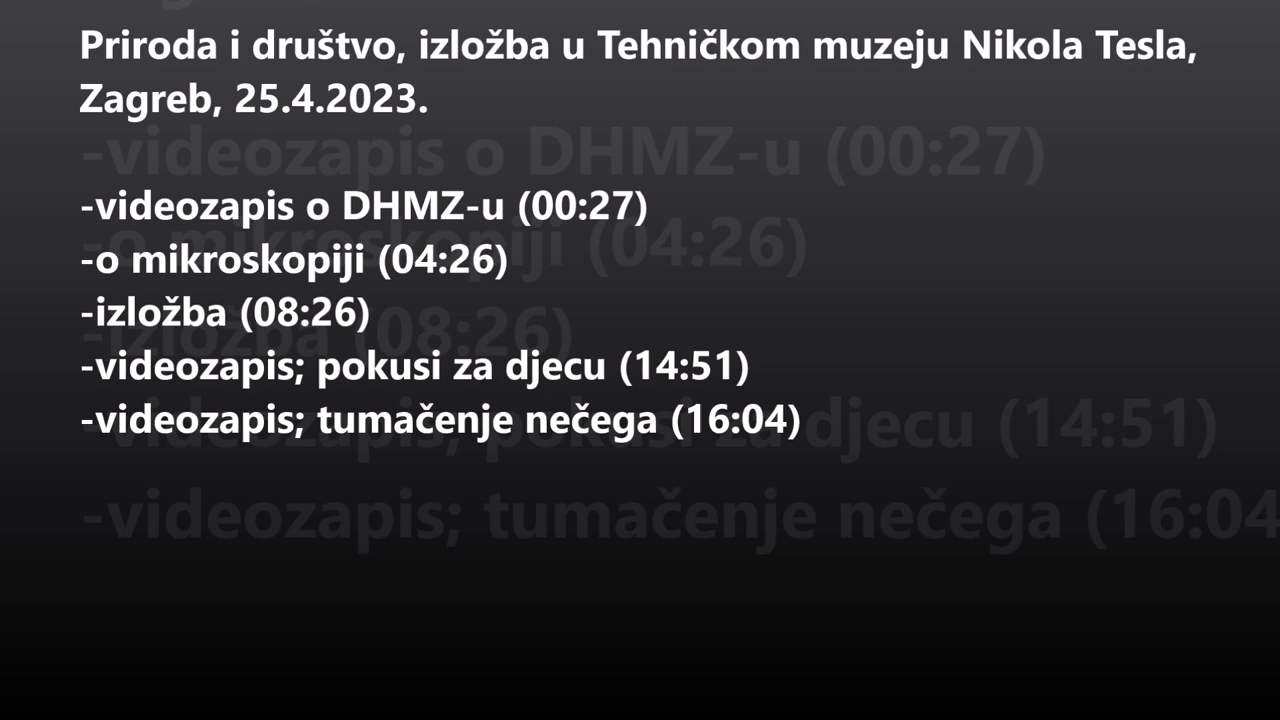 Priroda i društvo, izložba u Tehničkom muzeju Nikola Tesla,
Zagreb, 25.4.2023.
-videozapis o DHMZ-u (00:27)
-o mikroskopiji (04:26)
-izložba (08:26)
-videozapis; pokusi za djecu (14:51)
-videozapis; tumačenje nečega (16:04)